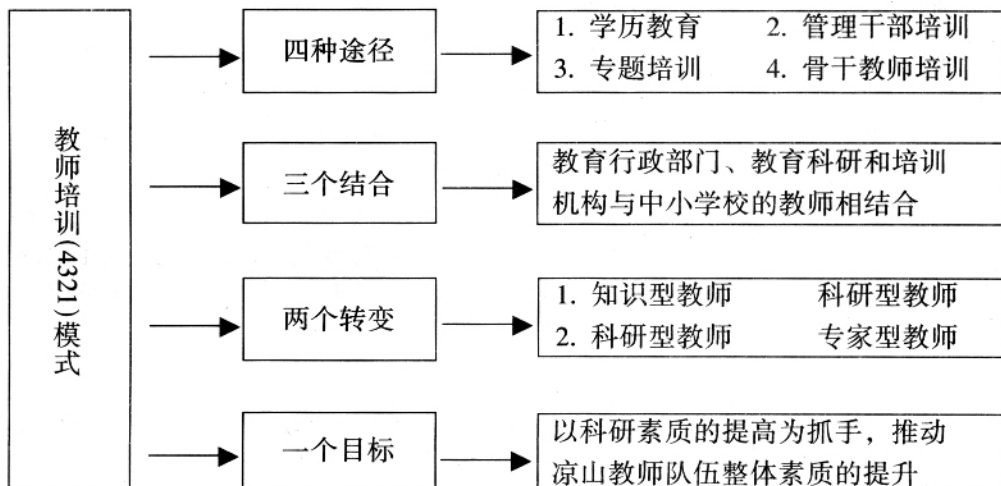 教师培训(4321)模式
四种途径
1. 学历教育 2. 管理干部培训
3. 专题培训 4. 骨干教师培训
三个结合
教育行政部门、教育科研和培训
机构与中小学校的教师相结合
两个转变
1. 知识型教师 科研型教师
2. 科研型教师 专家型教师
一个目标
以科研素质的提高为抓手，推动
凉山教师队伍整体素质的提升